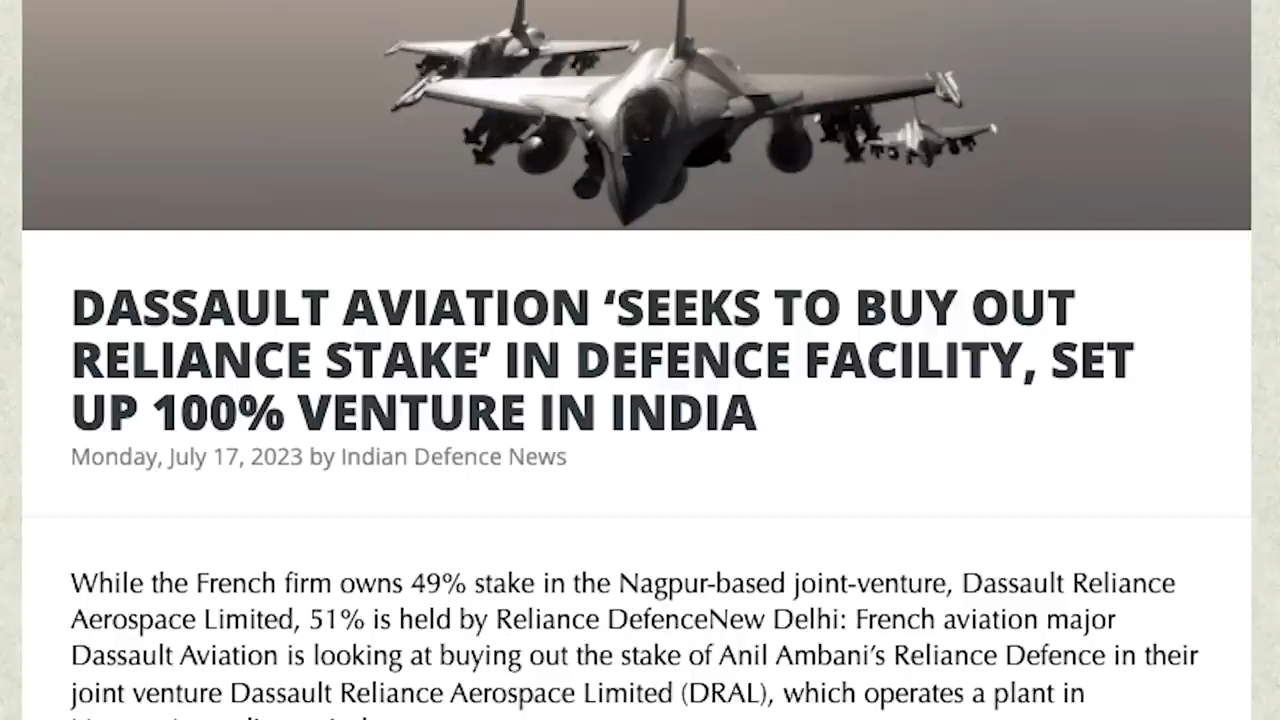 DASSAULT AVIATION ‘SEEKS TO BUY OUT
RELIANCE STAKE’ IN DEFENCE FACILITY, SET
UP 100% VENTURE IN INDIA
Monday, July 17, 2023 by Indian Defence News
While the French firm owns 49% stake in the Nagpur-based joint-venture, Dassault Reliance
Aerospace Limited, 51% is held by Reliance DefenceNew Delhi: French aviation major
Dassault Aviation is looking at buying out the stake of Anil Ambani’s Reliance Defence in their
joint venture Dassault Reliance Aerospace Limited (DRAL), which operates a plant in